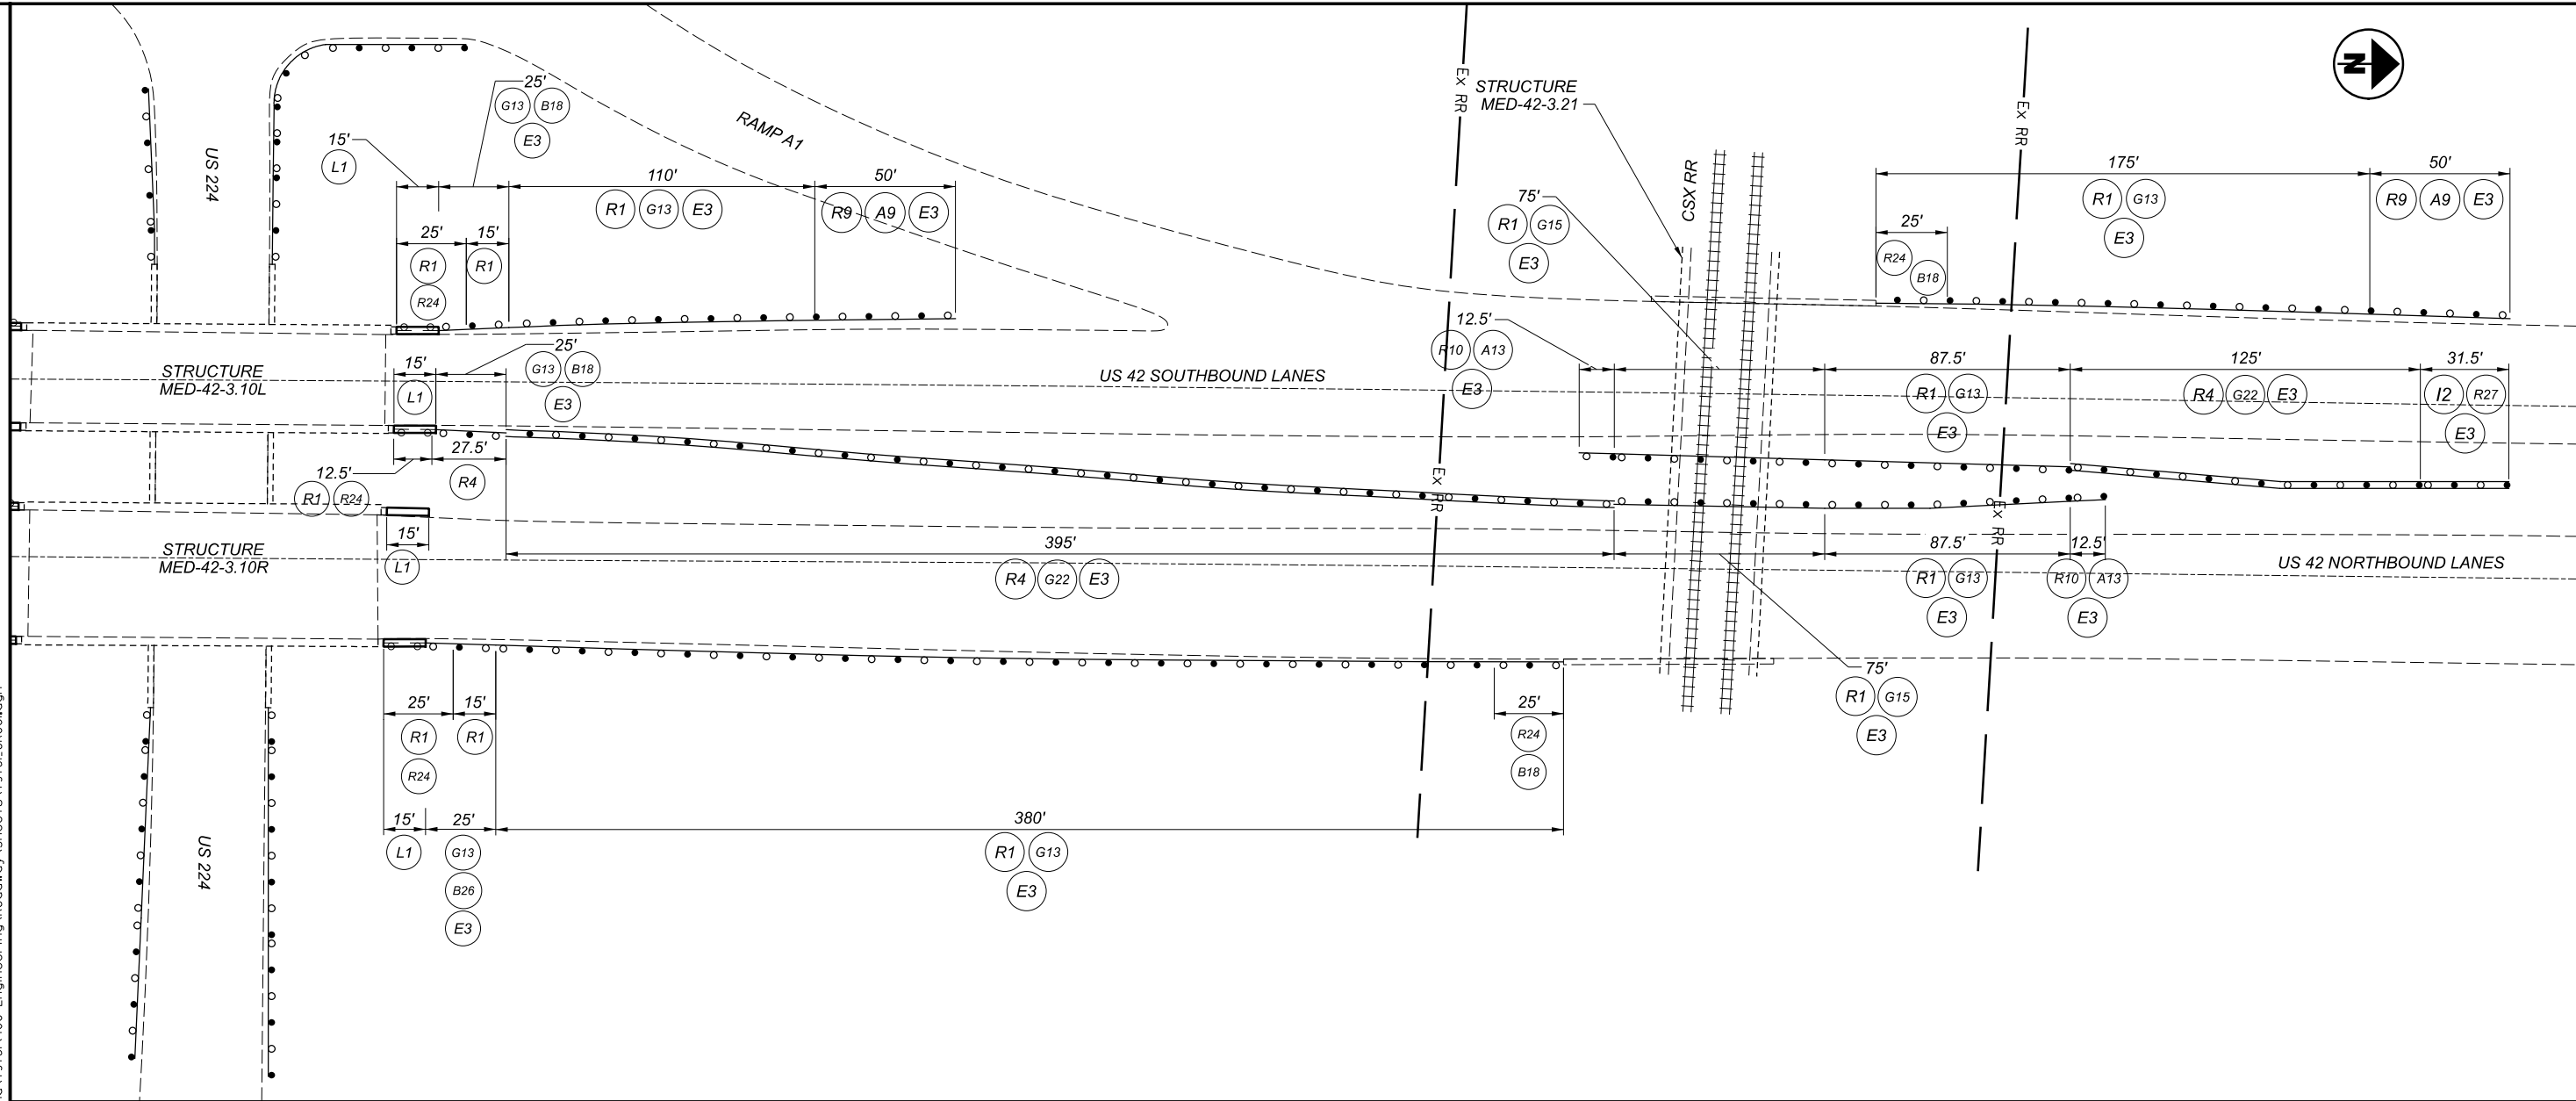 N
25'
G13 B18
E3
15'
L1
US 224
RAMP A1
110'
R1 G13 E3
50'
R9 A9 E3
25'
R1
R24
15'
R1
Ex RR
STRUCTURE
MED-42-3.21
CSX RR
75'
R1 G15
E3
Ex RR
175'
R1 G13
E3
50'
R9 A9 E3
25'
R24
B18
STRUCTURE
MED-42-3.10L
15'
L1
25'
G13 B18
E3
US 42 SOUTHBOUND LANES
12.5'
R10 A13
E3
87.5'
R1 G13
E3
125'
R4 G22 E3
31.5'
I2 R27
E3
12.5'
R1 R24
27.5'
R4
Ex RR
Ex RR
STRUCTURE
MED-42-3.10R
15'
L1
395'
R4 G22 E3
87.5'
R1 G13
E3
12.5'
R10 A13
E3
US 42 NORTHBOUND LANES
75'
R1 G15
E3
25'
R1
R24
15'
R1
25'
R24
B18
US 224
15'
L1
25'
G13
B26
E3
380'
R1 G13
E3